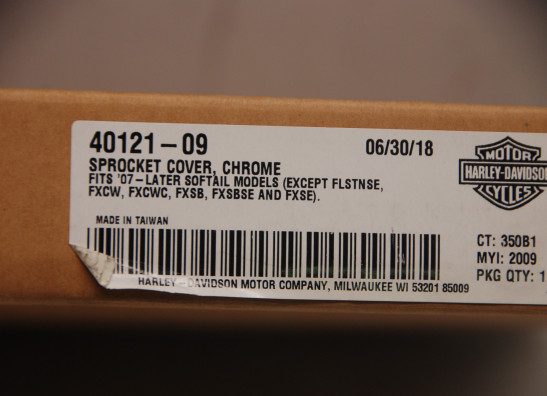 40121-09
06/30/18
SPROCKET COVER, CHROME
FITS '07-LATER SOFTAIL MODELS (EXCEPT FLSTNSE,
FXCW, FXCWC, FXSB, FXSBSE AND FXSE).
MOTOR
HARLEY-DAVIDSON
CYCLES
MADE IN TAIWAN
CT: 350B1
MYI: 2009
PKG QTY: 1
HARLEY-DAVIDSON MOTOR COMPANY, MILWAUKEE WI 53201 85009